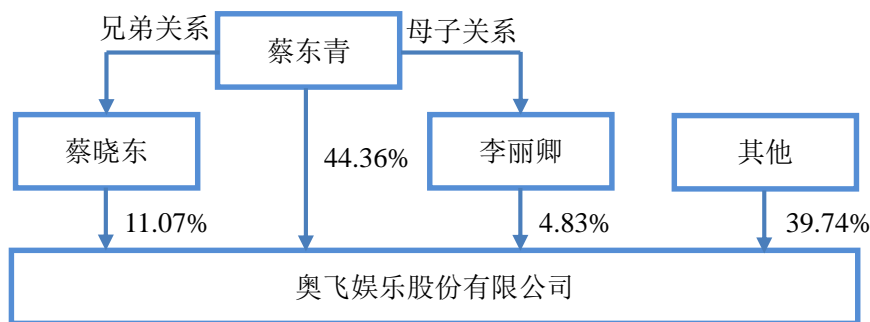 兄弟关系
蔡东青
母子关系
蔡晓东
44.36%
李丽卿
其他
11.07%
4.83%
39.74%
奥飞娱乐股份有限公司